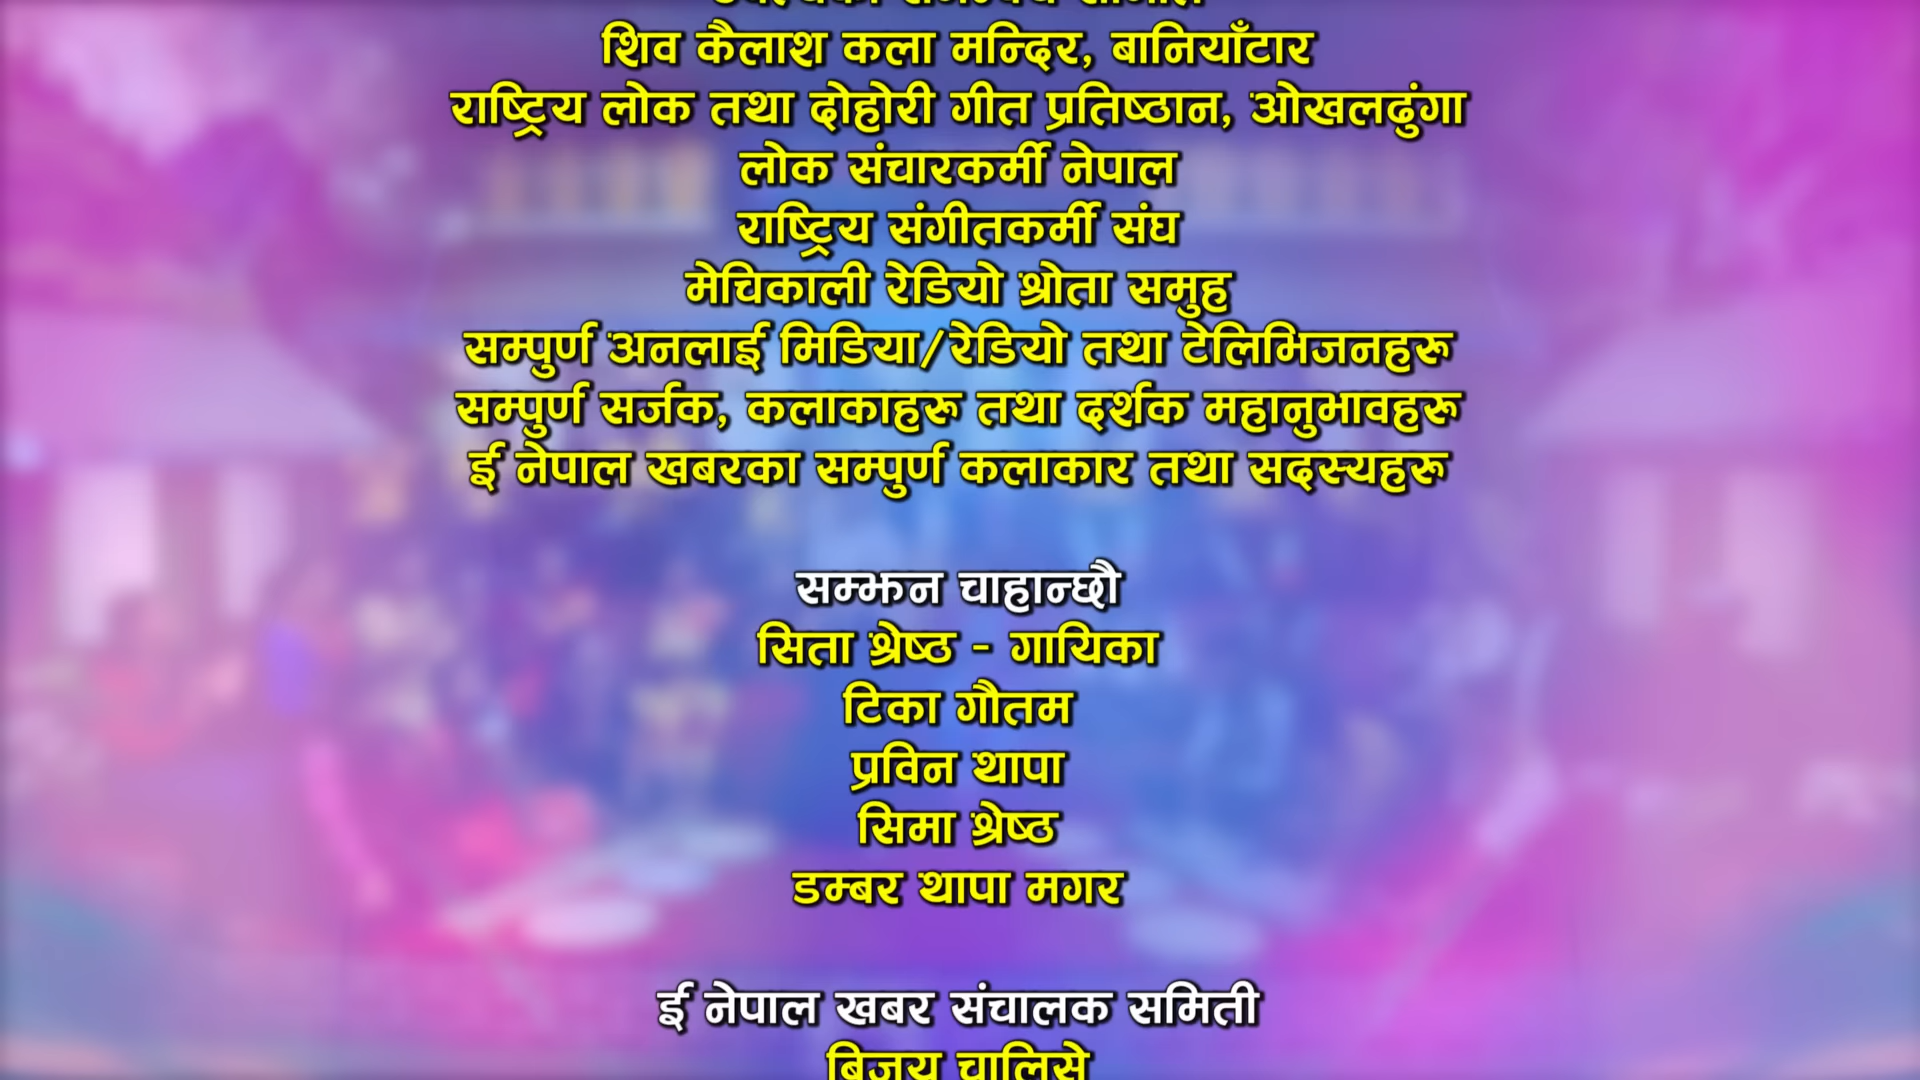 शिव कैलाश कला मन्दिर, बानियाँटार
राष्ट्रिय लोक तथा दोहोरी गीत प्रतिष्ठान, ओखलढुंगा
लोक संचारकर्मी नेपाल
राष्ट्रिय संगीतकर्मी संघ
मेचिकाली रेडियो श्रोता समुह
सम्पुर्ण अनलाई मिडिया/रेडियो तथा टेलिभिजनहरू
सम्पुर्ण सर्जक, कलाकाहरू तथा दर्शक महानुभावहरू
ई नेपाल खबरका सम्पुर्ण कलाकार तथा सदस्यहरू
सम्झन चाहान्छौ
सिता श्रेष्ठ - गायिका
टिका गौतम
प्रविन थापा
सिमा श्रेष्ठ
डम्बर थापा मगर
ई नेपाल खबर संचालक समिती
बिजय चालिसे